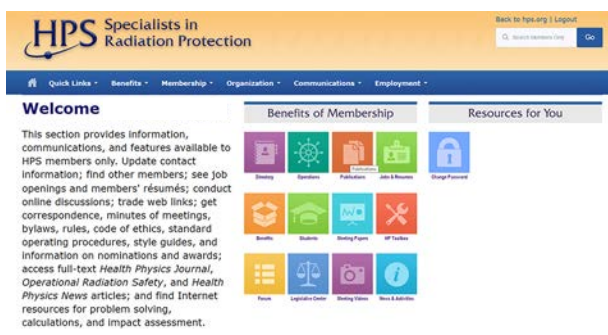 HPS Specialists in
Radiation Protection
Back to hps.org | Logout
Search Members Only Go
Quick Links Benefits Membership Organization Communications Employment
Welcome
This section provides information,
communications, and features available to
HPS members only. Update contact
information; find other members; see job
openings and members' résumés; conduct
online discussions; trade web links; get
correspondence, minutes of meetings,
bylaws, rules, code of ethics, standard
operating procedures, style guides, and
information on nominations and awards;
access full-text Health Physics Journal,
Operational Radiation Safety, and Health
Physics News articles; and find Internet
resources for problem solving,
calculations, and impact assessment.
Benefits of Membership
Publications
Directory Operations Publications Jobs & Resumes
Benefits Students Meeting Papers HP Toolbox
Forum Legislative Center Meeting Videos News & Activities
Resources for You
Change Password